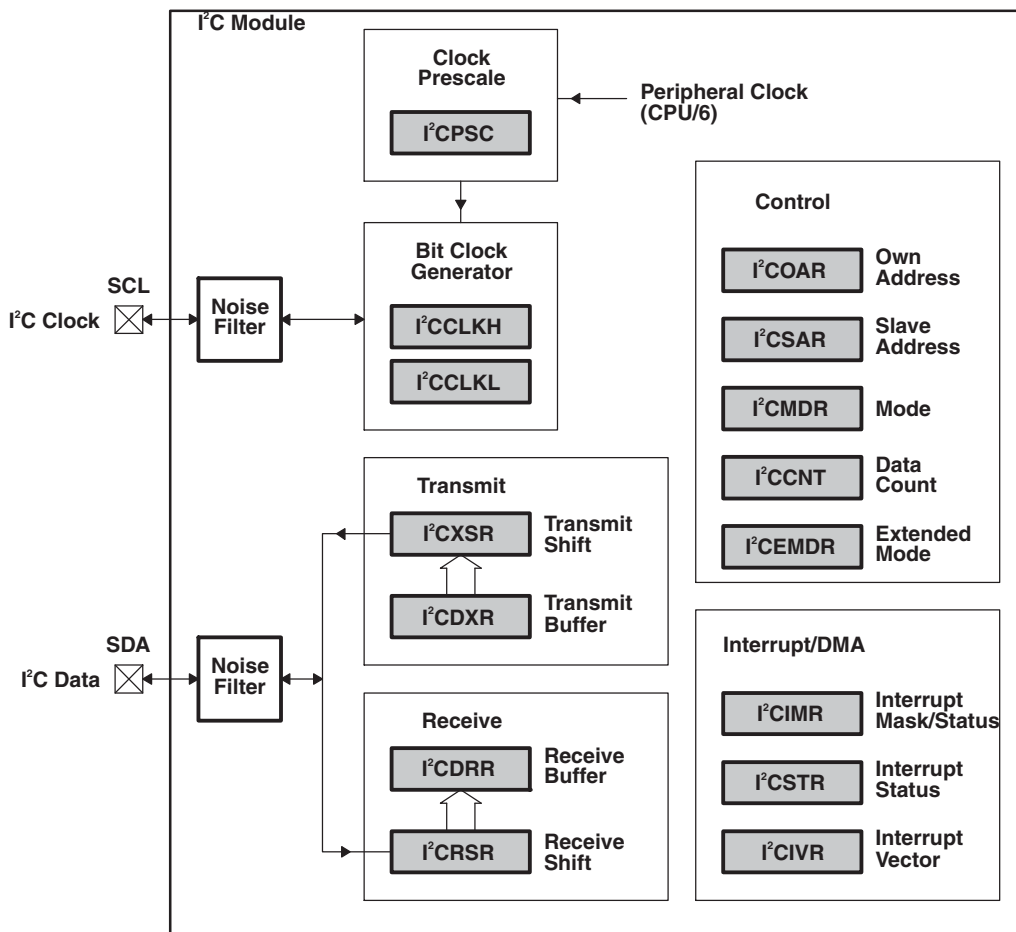 I²C Module
Clock
Prescale
I²CPSC
Peripheral Clock
(CPU/6)
Bit Clock
Generator
I²CCLKH
I²CCLKL
SCL
I²C Clock
Noise
Filter
Control
I²COAR
Own
Address
I²CSAR
Slave
Address
I²CMDR
Mode
I²CCNT
Data
Count
I²CEMDR
Extended
Mode
Transmit
I²CXSR
Transmit
Shift
I²CDXR
Transmit
Buffer
SDA
I²C Data
Noise
Filter
Receive
I²CDRR
Receive
Buffer
I²CRSR
Receive
Shift
Interrupt/DMA
I²CIMR
Interrupt
Mask/Status
I²CSTR
Interrupt
Status
I²CIVR
Interrupt
Vector